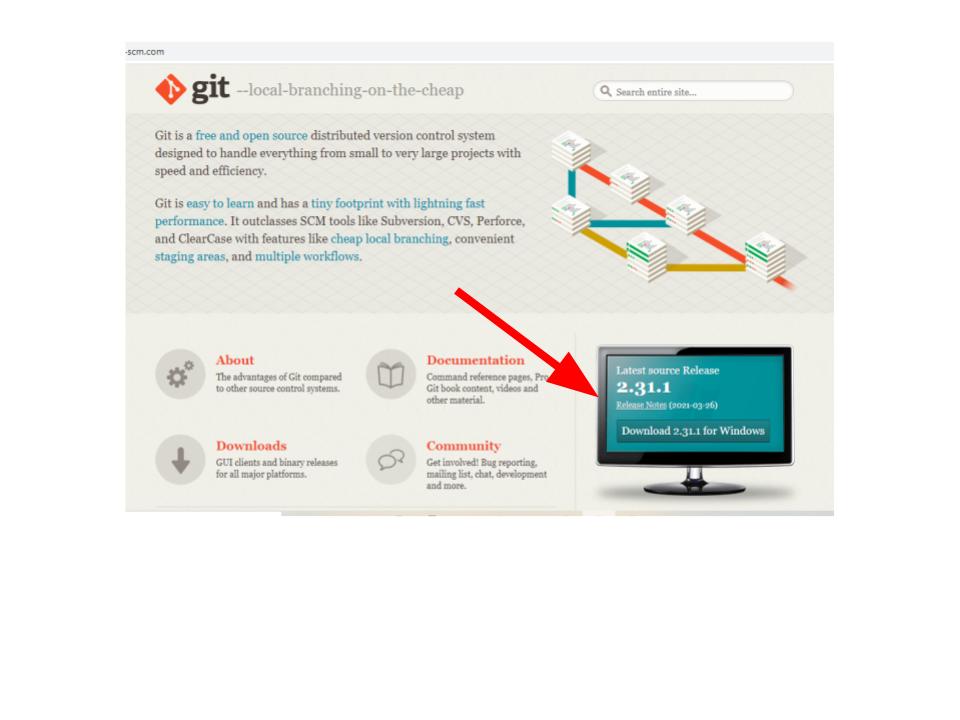 -scm.com
git --local-branching-on-the-cheap
Search entire site...
Git is a free and open source distributed version control system
designed to handle everything from small to very large projects with
speed and efficiency.
Git is easy to learn and has a tiny footprint with lightning fast
performance. It outclasses SCM tools like Subversion, CVS, Perforce,
and ClearCase with features like cheap local branching, convenient
staging areas, and multiple workflows.
About
The advantages of Git compared
to other source control systems.
Documentation
Command reference pages, Pro
Git book content, videos and
other material.
Downloads
GUI clients and binary releases
for all major platforms.
Community
Get involved! Bug reporting,
mailing list, chat, development
and more.
Latest source Release
2.31.1
Release Notes (2021-03-26)
Download 2.31.1 for Windows